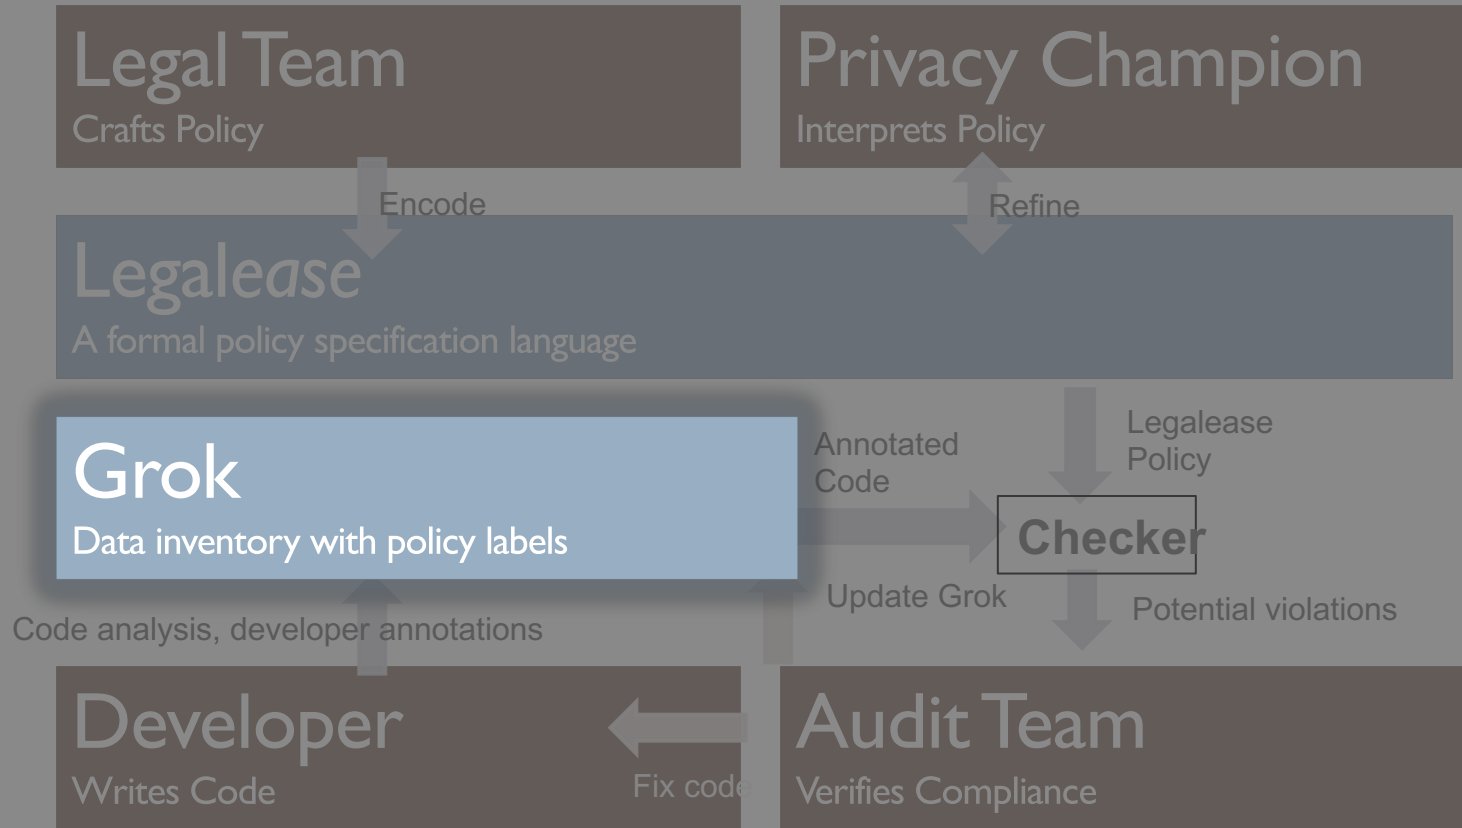 Legal Team
Crafts Policy
Privacy Champion
Interprets Policy
Encode
Refine
Legalease
A formal policy specification language
Grok
Data inventory with policy labels
Annotated
Code
Legalease
Policy
Checker
Update Grok
Potential violations
Code analysis, developer annotations
Developer
Writes Code
Fix code
Audit Team
Verifies Compliance